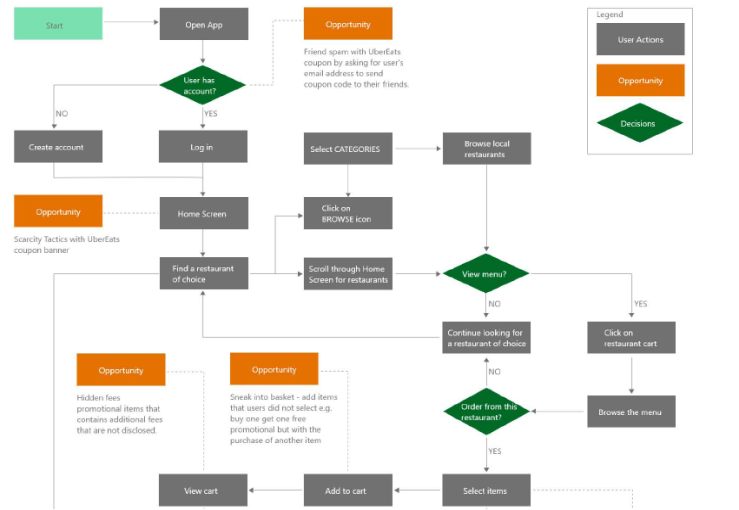 Start
Open App
Opportunity
Friend spam with UberEats
coupon by asking for user's
email address to send
coupon code to their friends.
Legend
User Actions
Opportunity
Decisions
User has
account?
NO
YES
Create account
Log in
Select CATEGORIES
Browse local
restaurants
Opportunity
Scarcity Tactics with UberEats
coupon banner
Home Screen
Click on
BROWSE icon
Find a restaurant
of choice
Scroll through Home
Screen for restaurants
View menu?
NO
YES
Continue looking for
a restaurant of choice
Click on
restaurant cart
Opportunity
Hidden fees
promotional items that
contains additional fees
that are not disclosed.
Opportunity
Sneak into basket - add items
that users did not select e.g.
buy one get one free
promotional but with the
purchase of another item
NO
Order from this
restaurant?
Browse the menu
YES
View cart
Add to cart
Select items